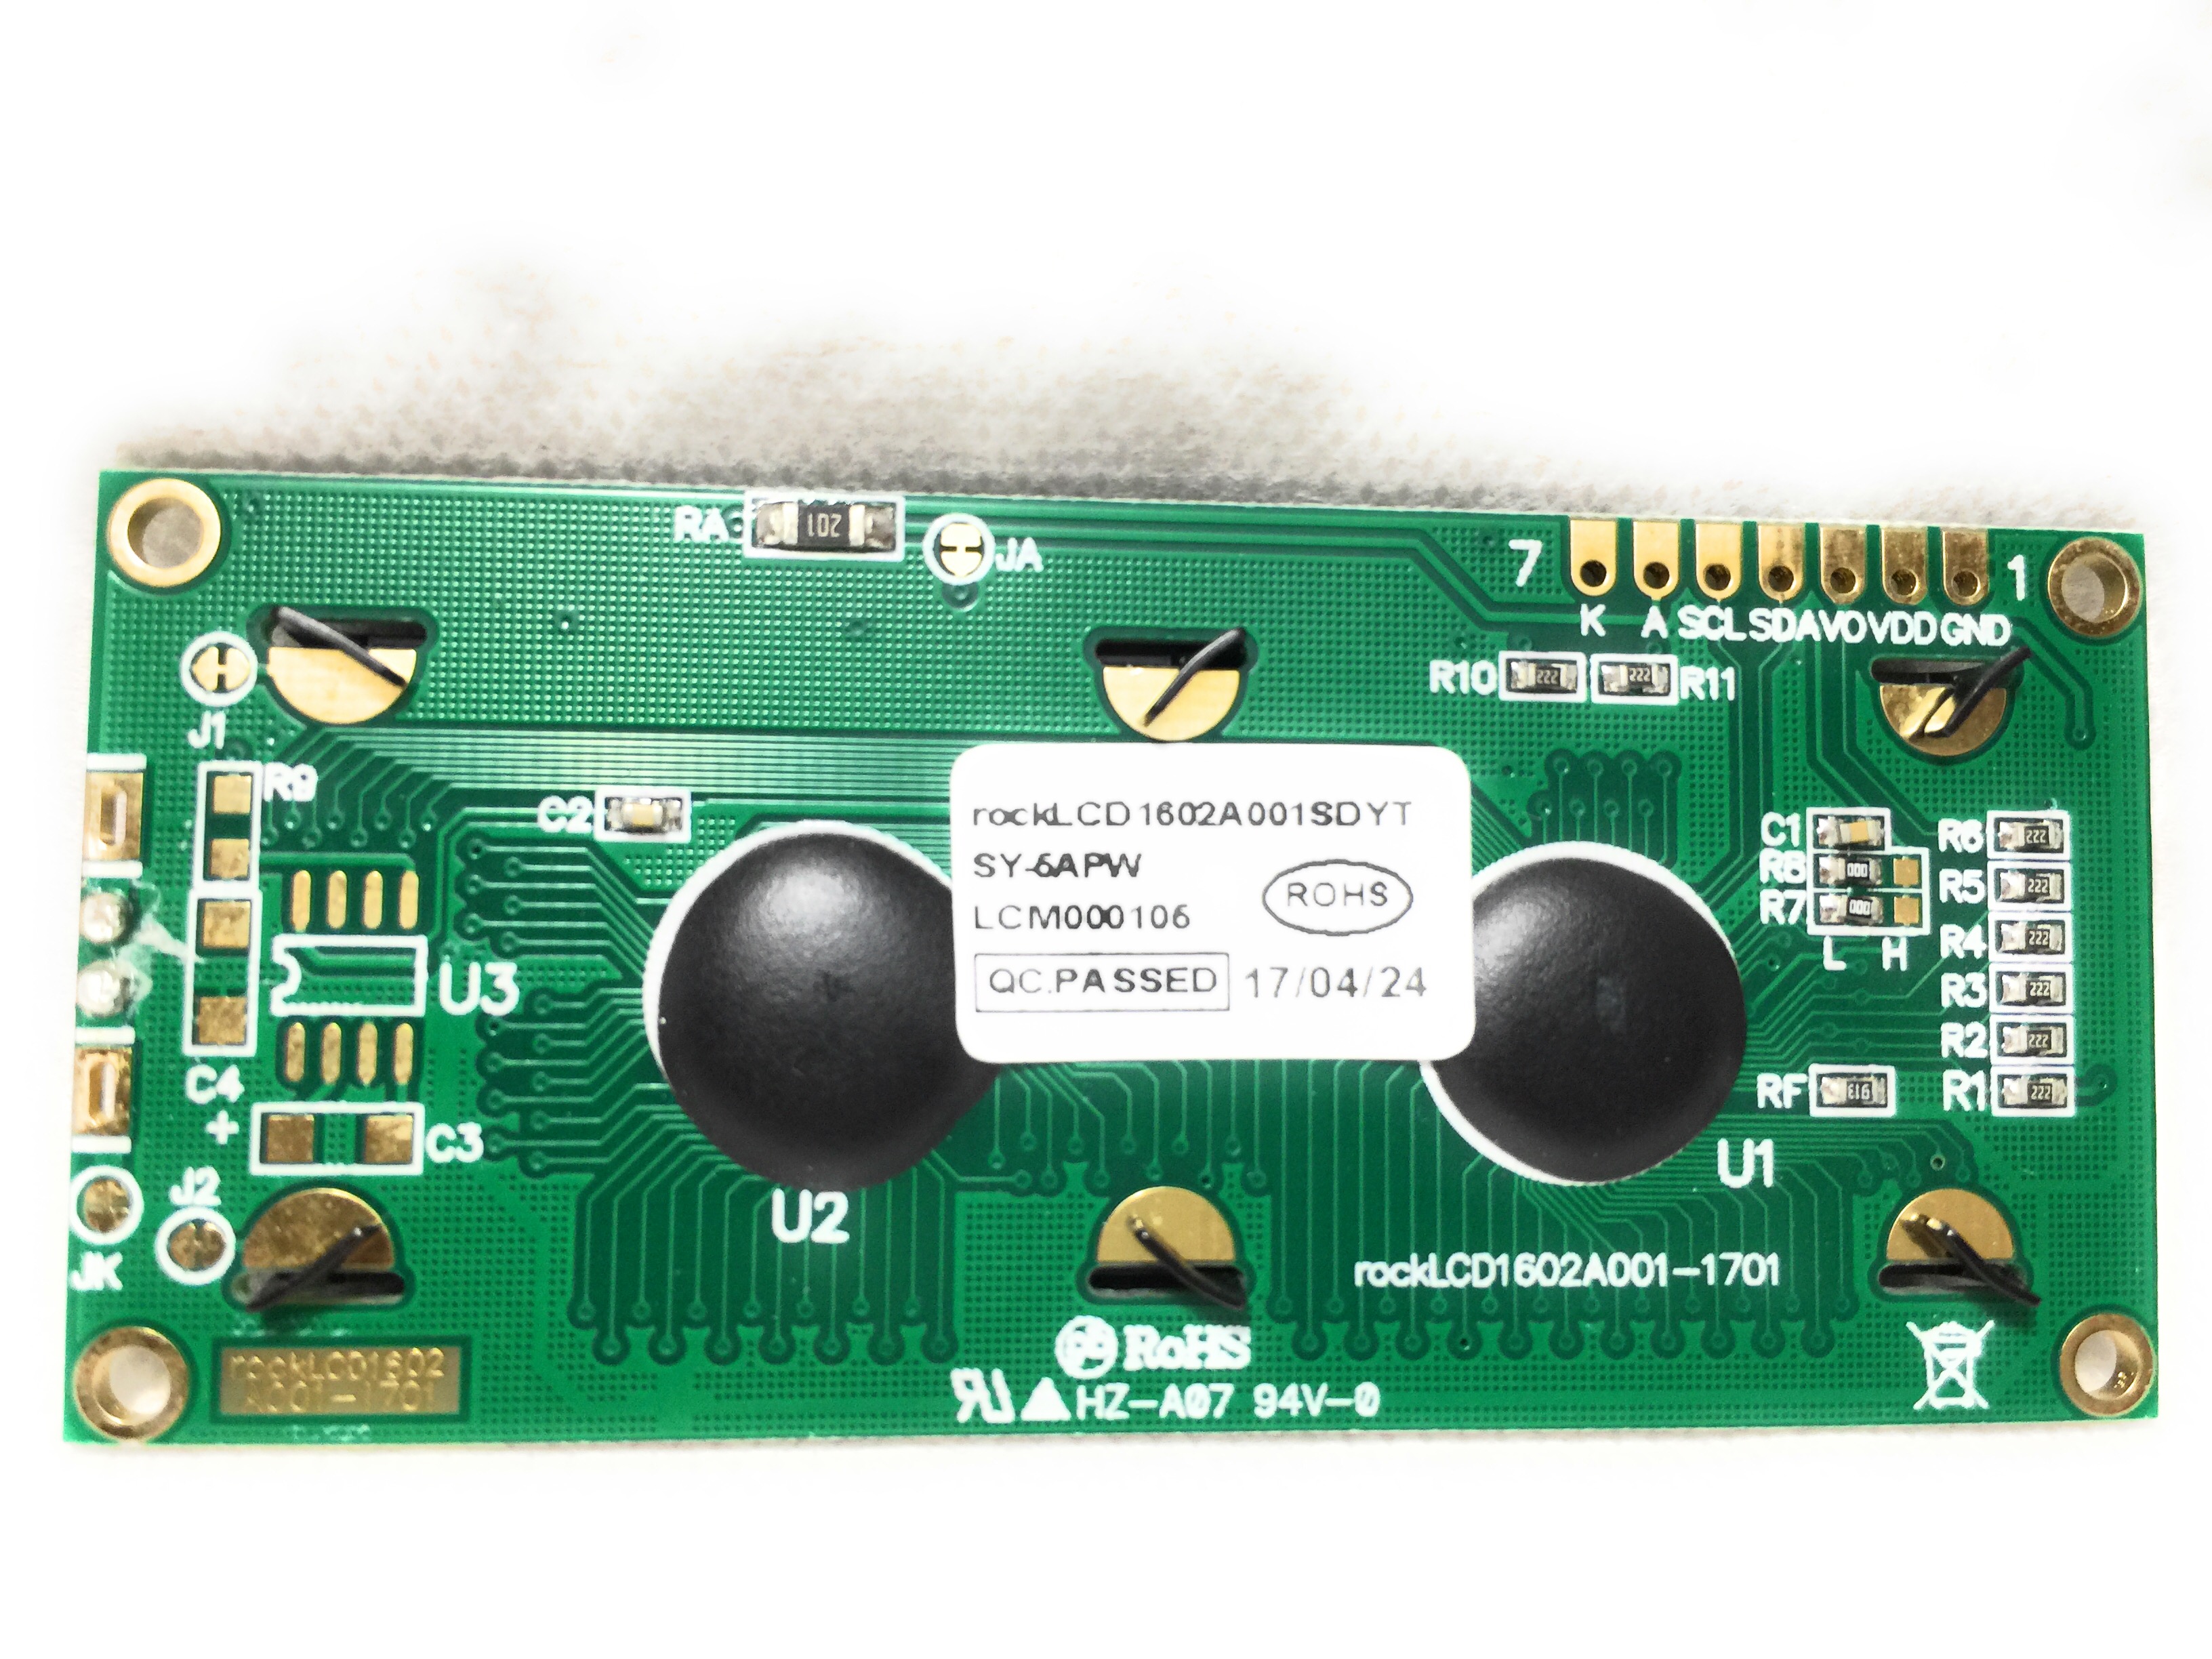 RA3
102
JA
7
1
K A SCL SDA VO VDD GND
R10 222 222 R11
J1
R9
C2
rockLCD1602A001SDYT
SY-6APW
LCM000106
ROHS
QC.PASSED 17/04/24
C1
R8 000
R7 000
L H
R6 222
R5 222
R4 222
R3 222
R2 222
R1 222
RF 913
U3
C4
+
C3
J2
JK
U2
U1
rockLCD1602A001-1701
Pb RoHS
HZ-A07 94V-0
rockLCD1602
A001-1701